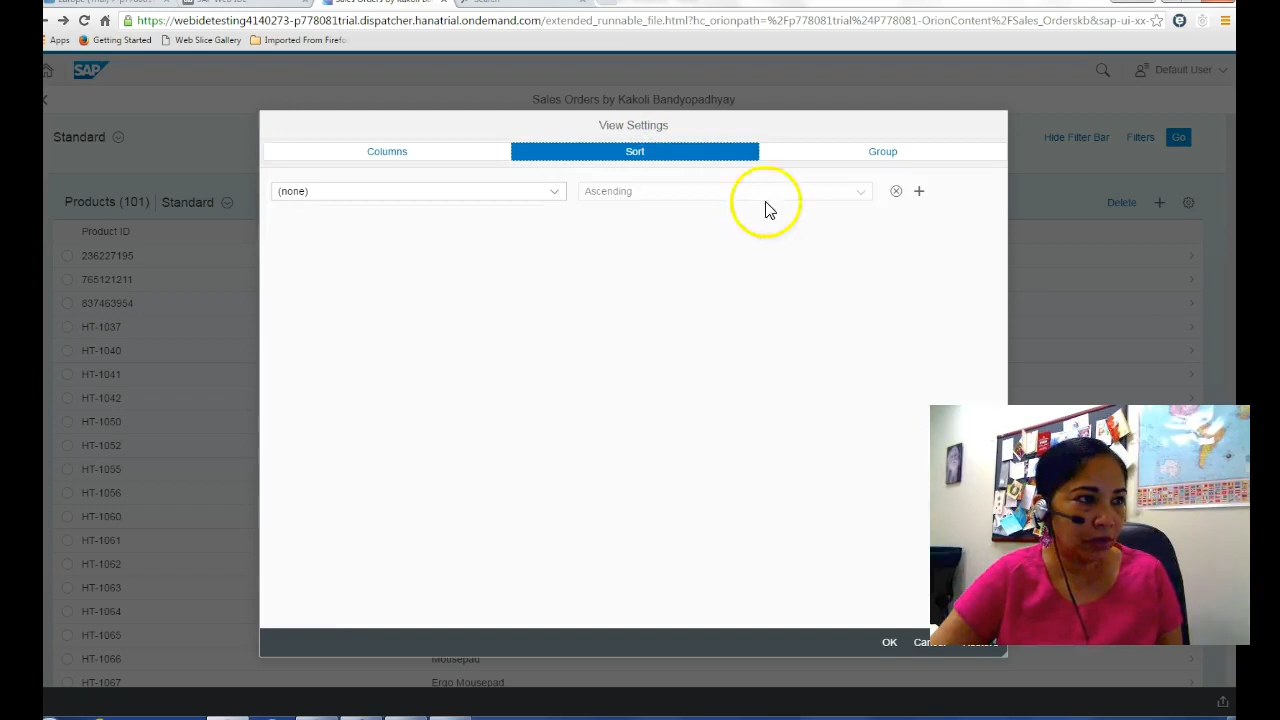 https://webidetesting4140273-p778081trial.dispatcher.hanatrial.ondemand.com/extended_runnable_file.html?hc_orionpath=%2Fp778081trial%24P778081-OrionContent%2FSales_Orderskb&sap-ui-xx-
Apps Getting Started Web Slice Gallery Imported From Firefo
SAP Default User
Sales Orders by Kakoli Bandyopadhyay
View Settings
Standard Hide Filter Bar Filters Go
Columns Sort Group
(none) Ascending
Products (101) Standard Delete
Product ID
236227195
765121211
837463954
HT-1037
HT-1040
HT-1041
HT-1042
HT-1050
HT-1052
HT-1055
HT-1056
HT-1060
HT-1061
HT-1062
HT-1063
HT-1064
HT-1065
OK
HT-1066 Mousepad
HT-1067 Ergo Mousepad